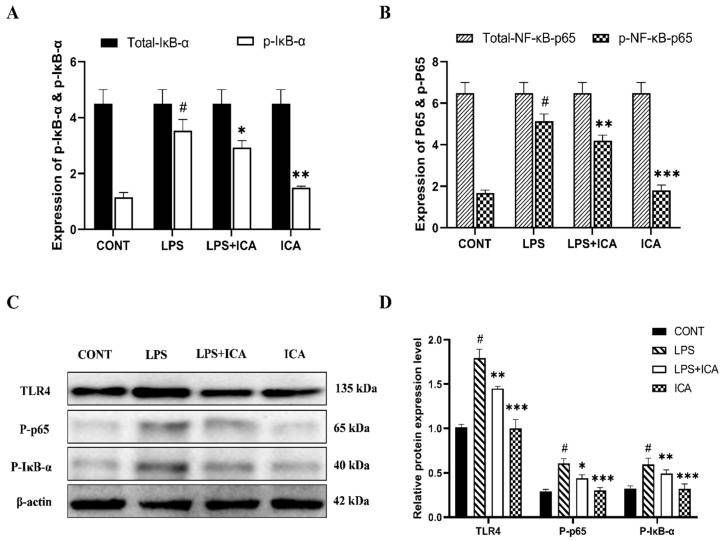 A
Total-IκB-α p-IκB-α
Expression of p-IκB-α & p-IκB-α
6
4
2
0
# * **
CONT LPS LPS+ICA ICA
B
Total-NF-κB-p65 p-NF-κB-p65
Expression of P65 & p-P65
8
6
4
2
0
# ** ***
CONT LPS LPS+ICA ICA
C
CONT LPS LPS+ICA ICA
TLR4 135 kDa
P-p65 65 kDa
P-IκB-α 40 kDa
β-actin 42 kDa
D
CONT
LPS
LPS+ICA
ICA
Relative protein expression level
2.0
1.5
1.0
0.5
0.0
# ** ***
# * ***
# ** ***
TLR4 P-p65 P-IκB-α